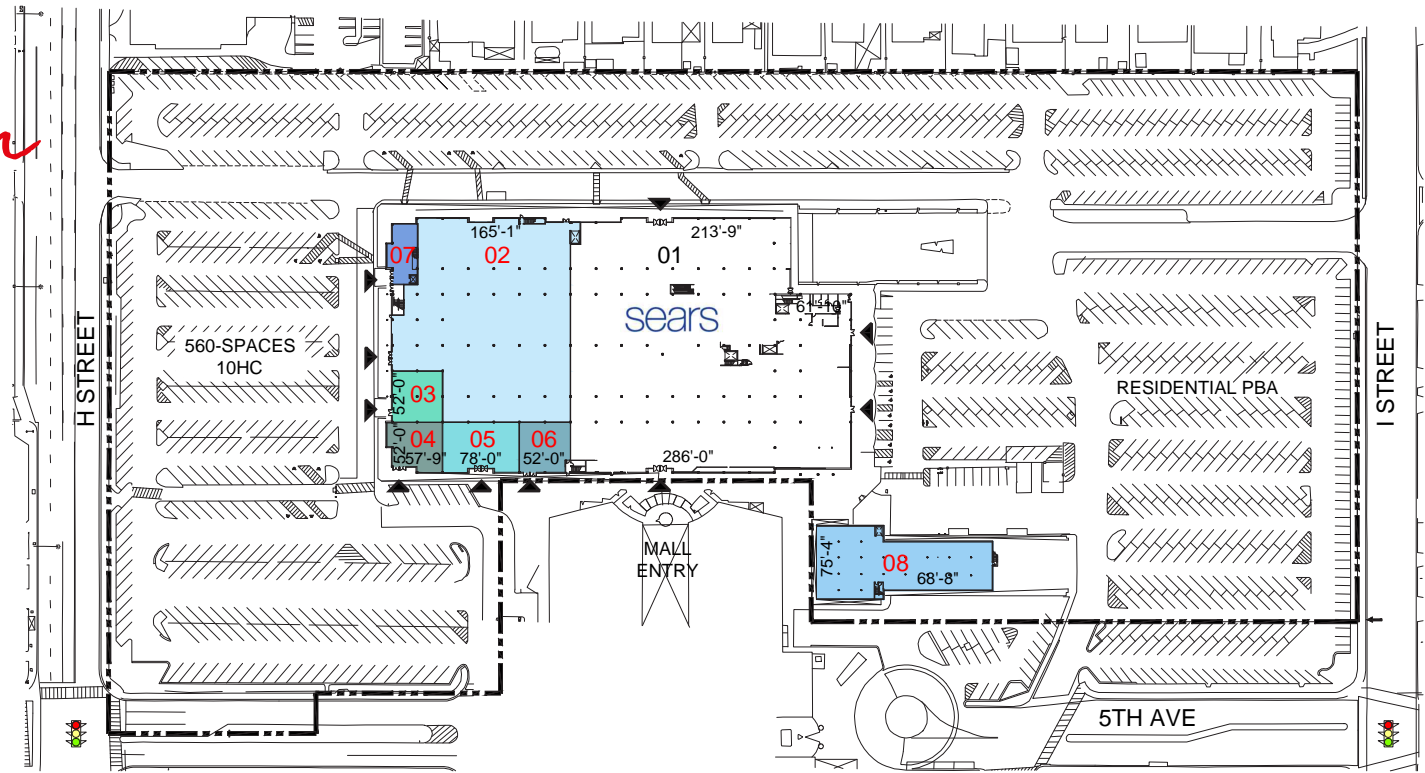 165'-1"
213'-9"
07
02
01
61'-10"
sears
H STREET
560-SPACES
10HC
I STREET
RESIDENTIAL PBA
52'-0"
03
52'-0"
04
57'-9"
05
78'-0"
06
52'-0"
286'-0"
MALL
ENTRY
75'-4"
08
68'-8"
5TH AVE